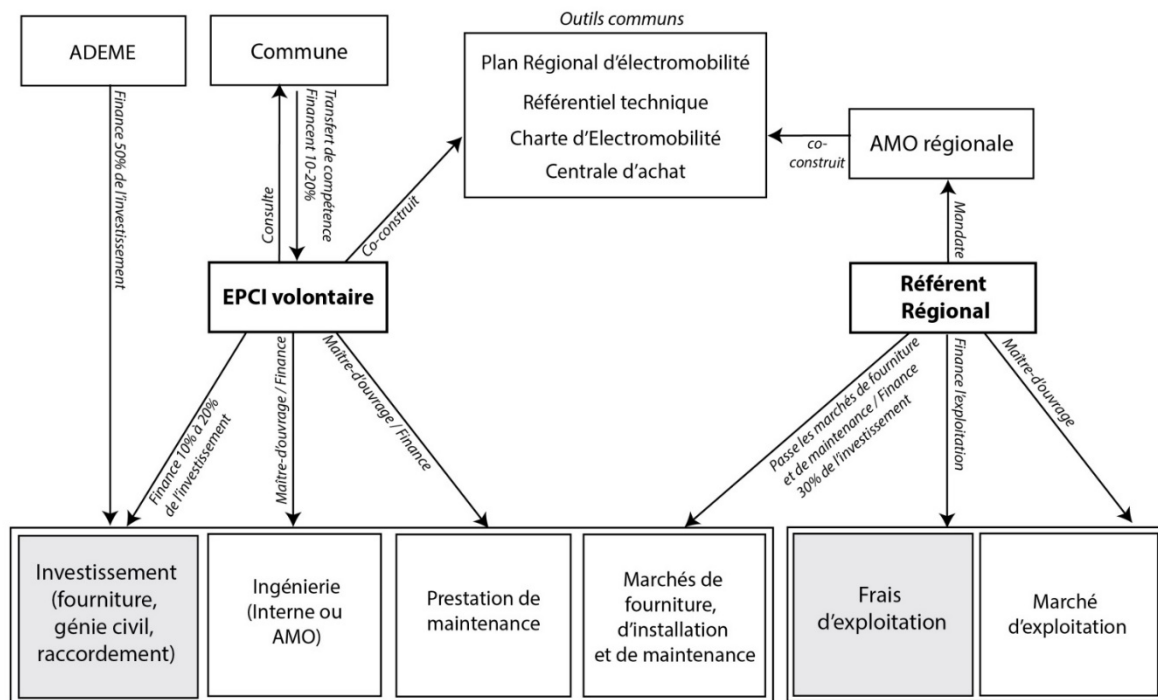 Outils communs
ADEME
Commune
Plan Régional d'électromobilité
Référentiel technique
Charte d'Electromobilité
Centrale d'achat
AMO régionale
co-
construit
Finance 50% de l'investissement
Consulte
Transfert de compétence
Financent 10-20%
Co-construit
Mandate
EPCI volontaire
Référent
Régional
Finance 10% à 20%
de l'investissement
Maître-d'ouvrage / Finance
Maître-d'ouvrage / Finance
Passe les marchés de fourniture
et de maintenance / Finance
30% de l'investissement
Finance l'exploitation
Maître-d'ouvrage
Investissement
(fourniture,
génie civil,
raccordement)
Ingénierie
(Interne ou
AMO)
Prestation de
maintenance
Marchés de
fourniture,
d'installation
et de maintenance
Frais
d'exploitation
Marché
d'exploitation